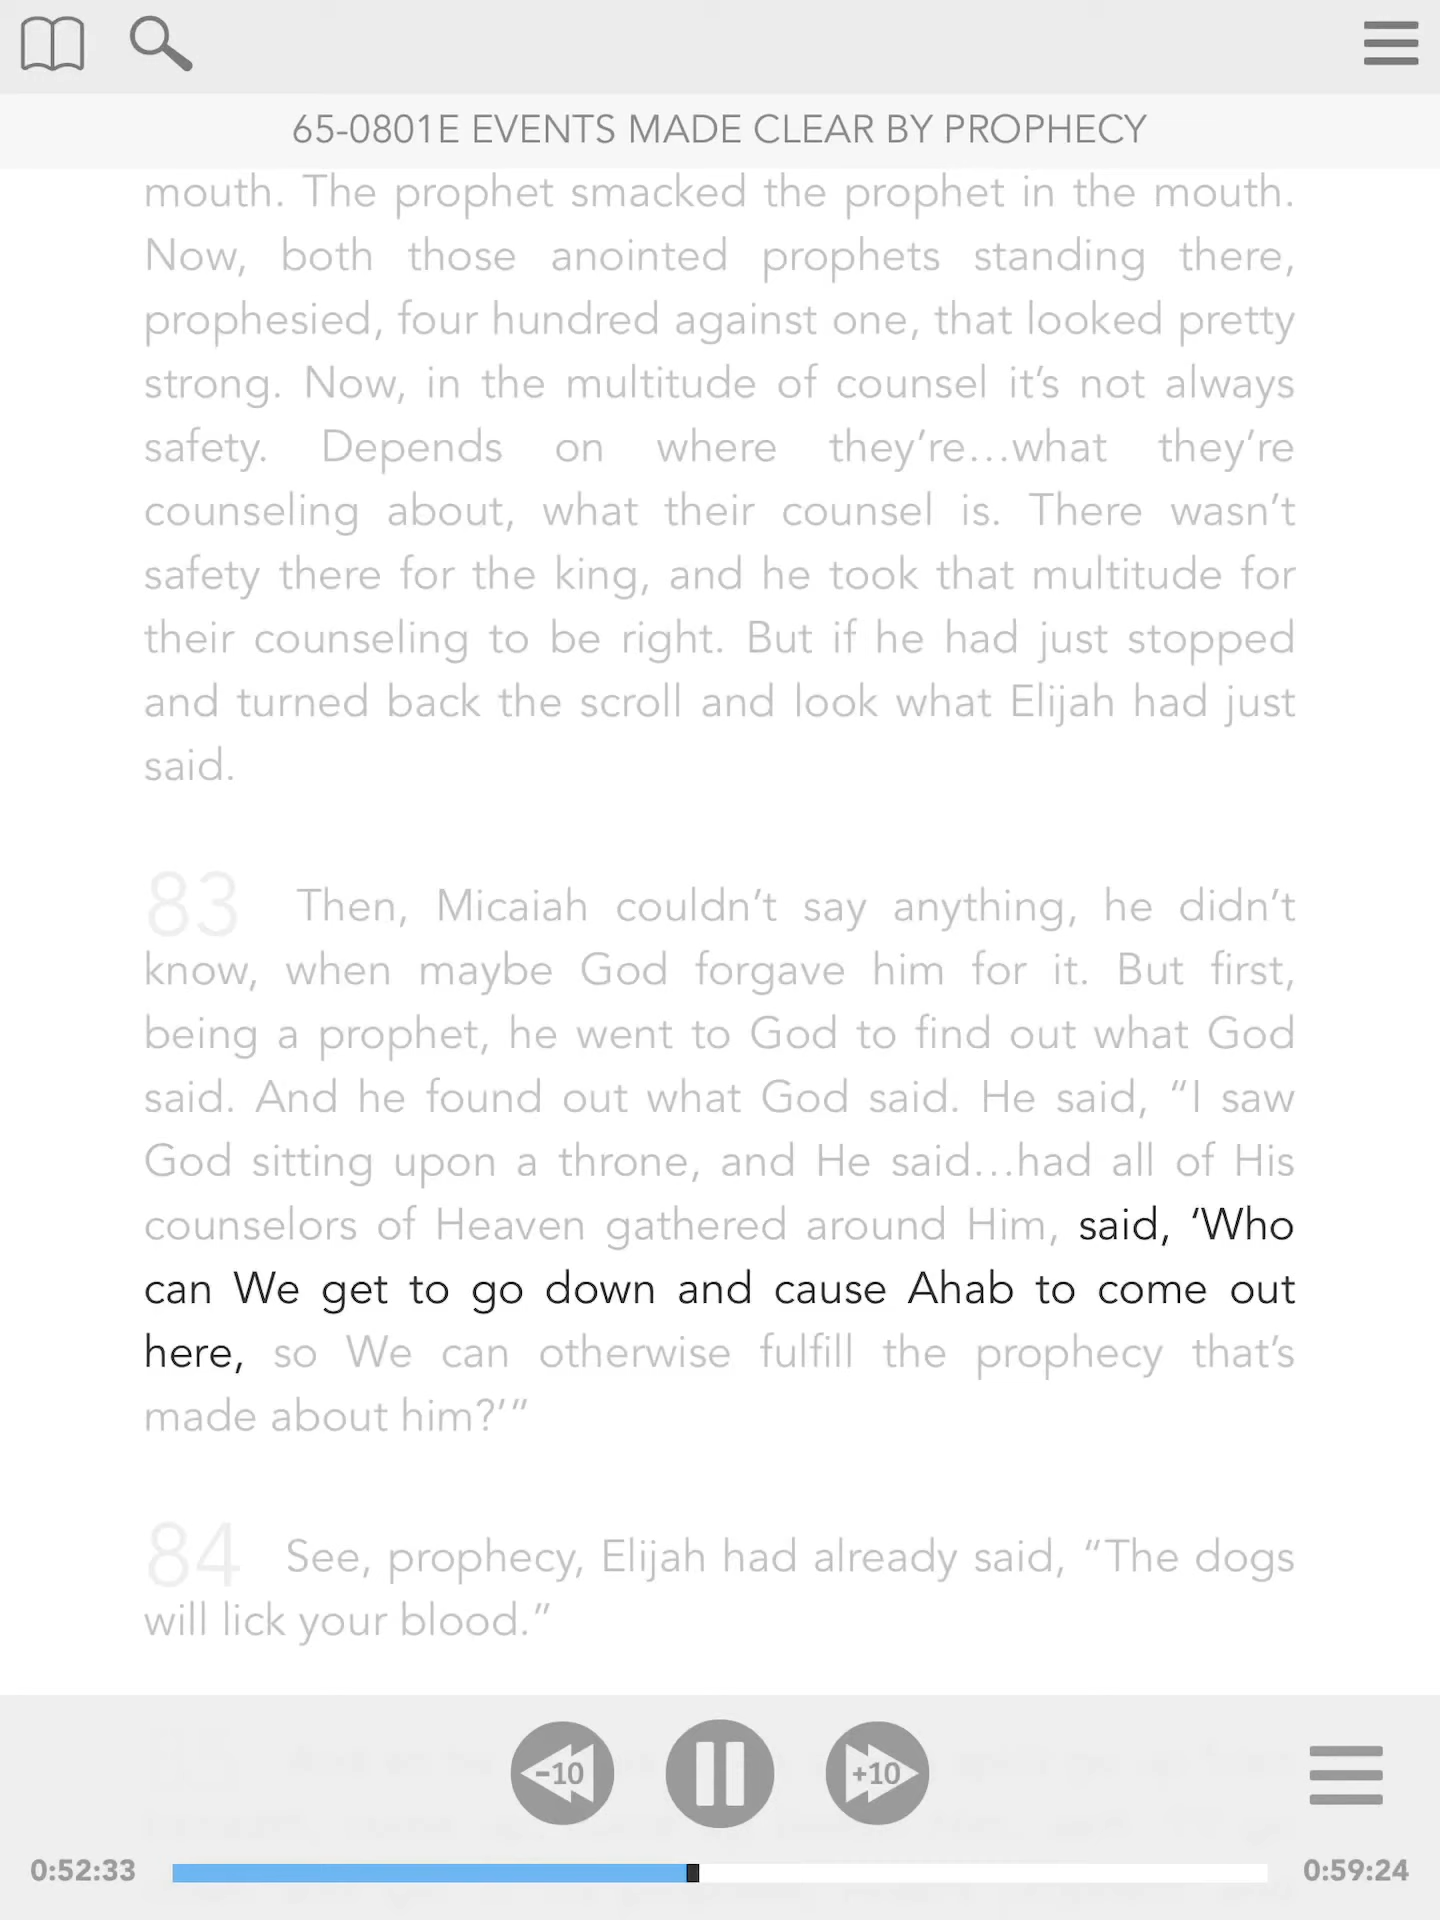 65-0801E EVENTS MADE CLEAR BY PROPHECY
mouth. The prophet smacked the prophet in the mouth.
Now, both those anointed prophets standing there,
prophesied, four hundred against one, that looked pretty
strong. Now, in the multitude of counsel it’s not always
safety. Depends on where they’re…what they’re
counseling about, what their counsel is. There wasn’t
safety there for the king, and he took that multitude for
their counseling to be right. But if he had just stopped
and turned back the scroll and look what Elijah had just
said.
83 Then, Micaiah couldn’t say anything, he didn’t
know, when maybe God forgave him for it. But first,
being a prophet, he went to God to find out what God
said. And he found out what God said. He said, “I saw
God sitting upon a throne, and He said…had all of His
counselors of Heaven gathered around Him, said, ‘Who
can We get to go down and cause Ahab to come out
here, so We can otherwise fulfill the prophecy that’s
made about him?’”
84 See, prophecy, Elijah had already said, “The dogs
will lick your blood.”
-10 +10
0:52:33 0:59:24